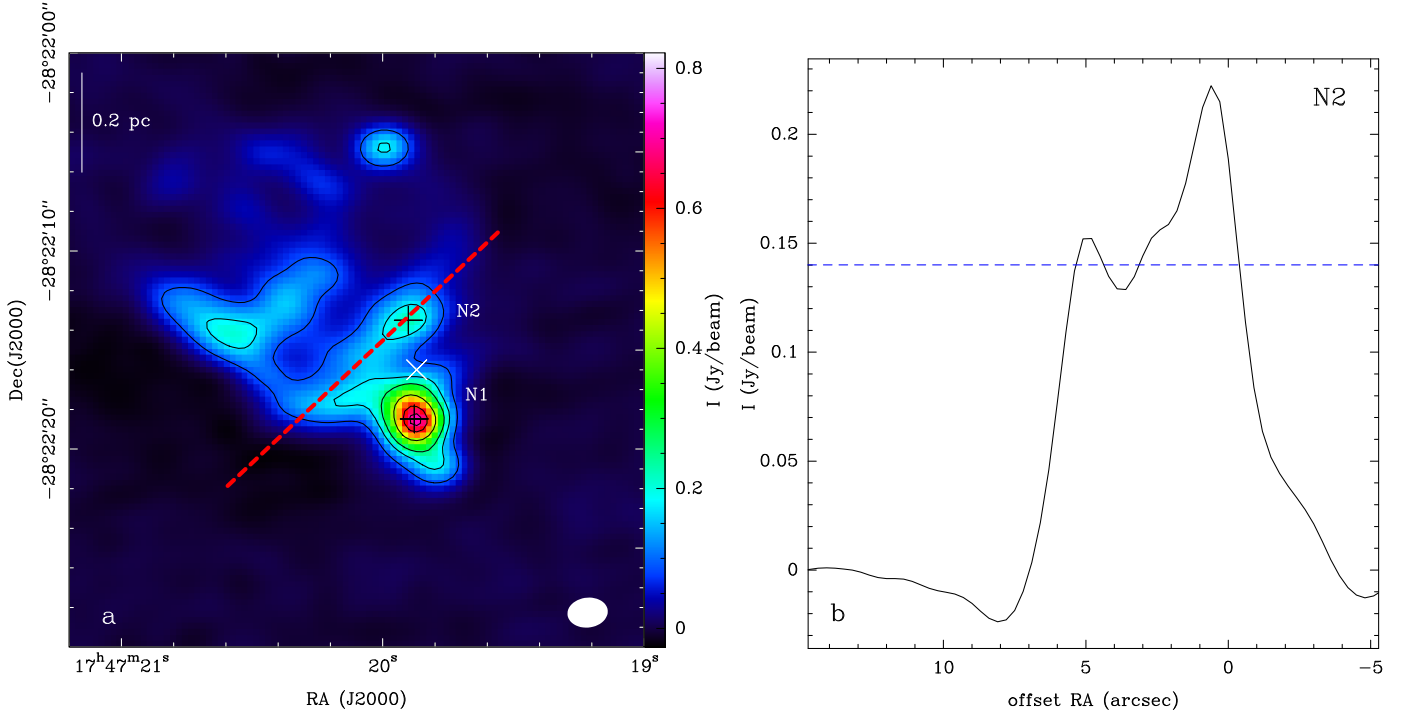 −28°22'00"
−28°22'10"
−28°22'20"
Dec(J2000)
0.2 pc
N2
N1
a
17ʰ47ᵐ21ˢ
20ˢ
19ˢ
RA (J2000)
0.8
0.6
0.4
0.2
0
I (Jy/beam)
I (Jy/beam)
0.2
0.15
0.1
0.05
0
N2
b
10
5
0
−5
offset RA (arcsec)